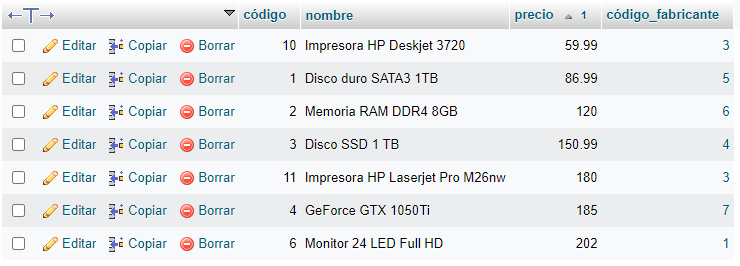 código nombre precio 1 código_fabricante
Editar Copiar Borrar 10 Impresora HP Deskjet 3720 59.99 3
Editar Copiar Borrar 1 Disco duro SATA3 1TB 86.99 5
Editar Copiar Borrar 2 Memoria RAM DDR4 8GB 120 6
Editar Copiar Borrar 3 Disco SSD 1 TB 150.99 4
Editar Copiar Borrar 11 Impresora HP Laserjet Pro M26nw 180 3
Editar Copiar Borrar 4 GeForce GTX 1050Ti 185 7
Editar Copiar Borrar 6 Monitor 24 LED Full HD 202 1